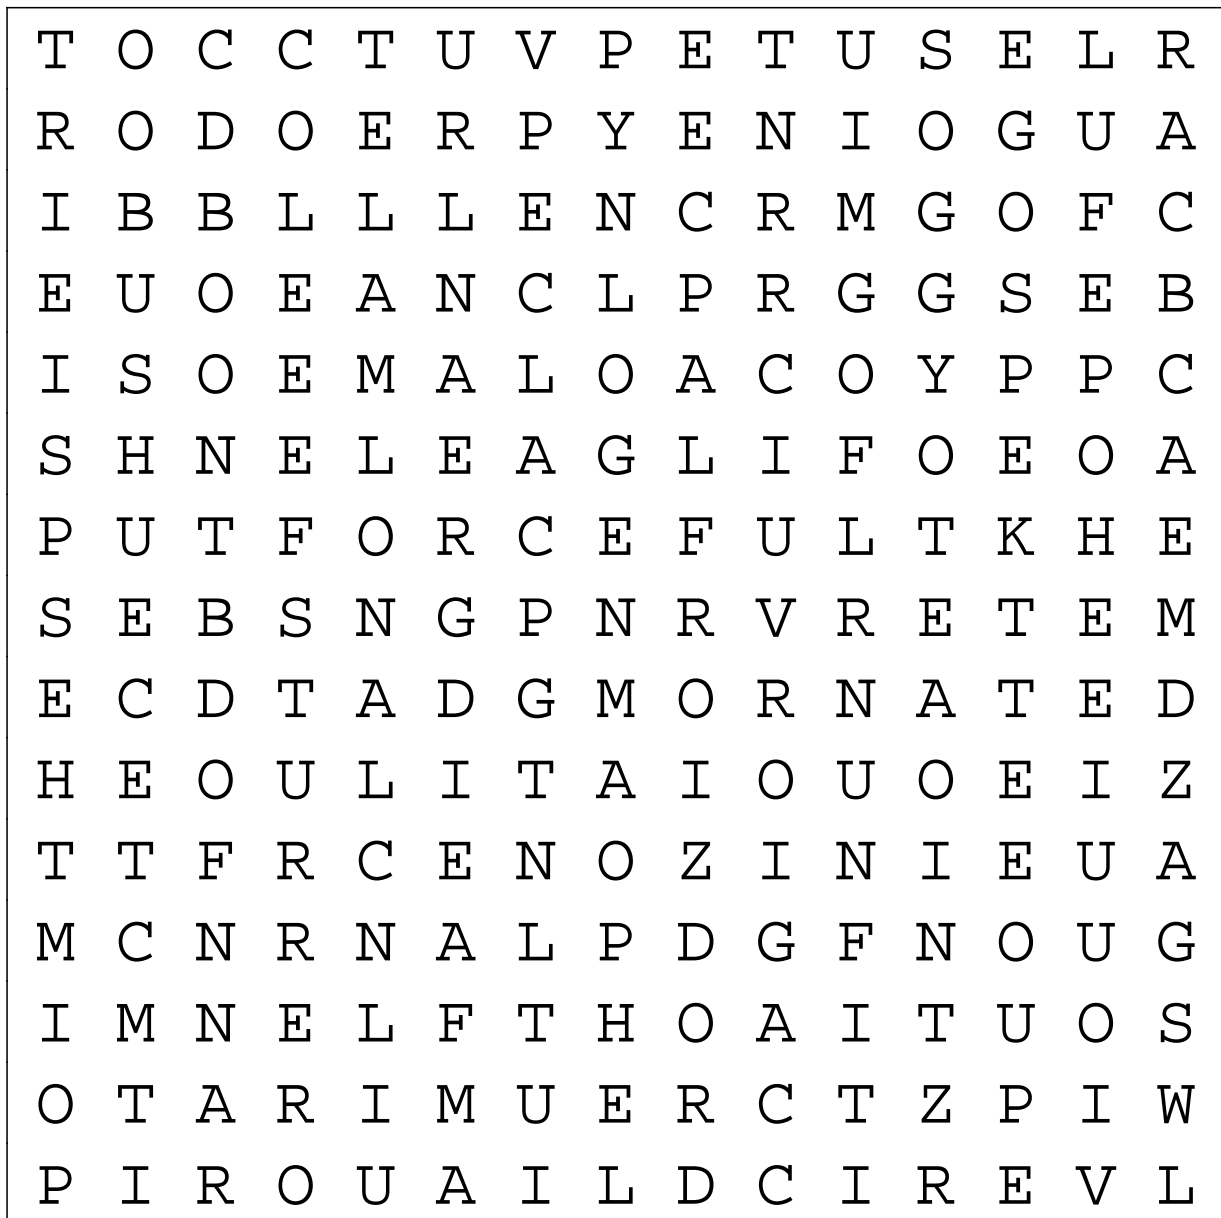 T O C C T U V P E T U S E L R
R O D O E R P Y E N I O G U A
I B B L L L E N C R M G O F C
E U O E A N C L P R G G S E B
I S O E M A L O A C O Y P P C
S H N E L E A G L I F O E O A
P U T F O R C E F U L T K H E
S E B S N G P N R V R E T E M
E C D T A D G M O R N A T E D
H E O U L I T A I O U O E I Z
T T F R C E N O Z I N I E U A
M C N R N A L P D G F N O U G
I M N E L F T H O A I T U O S
O T A R I M U E R C T Z P I W
P I R O U A I L D C I R E V L